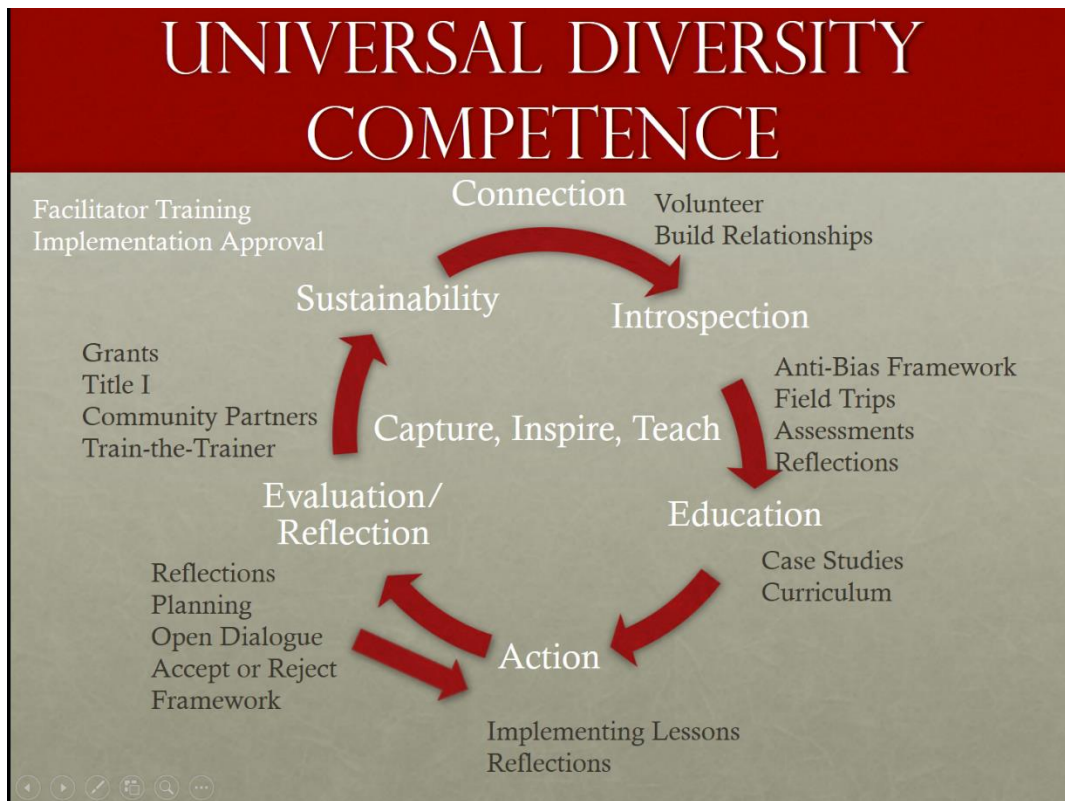 UNIVERSAL DIVERSITY
COMPETENCE
Connection
Facilitator Training
Implementation Approval
Volunteer
Build Relationships
Sustainability
Introspection
Grants
Title I
Community Partners
Train-the-Trainer
Anti-Bias Framework
Field Trips
Assessments
Reflections
Capture, Inspire, Teach
Evaluation/
Reflection
Education
Case Studies
Curriculum
Reflections
Planning
Open Dialogue
Accept or Reject
Framework
Action
Implementing Lessons
Reflections